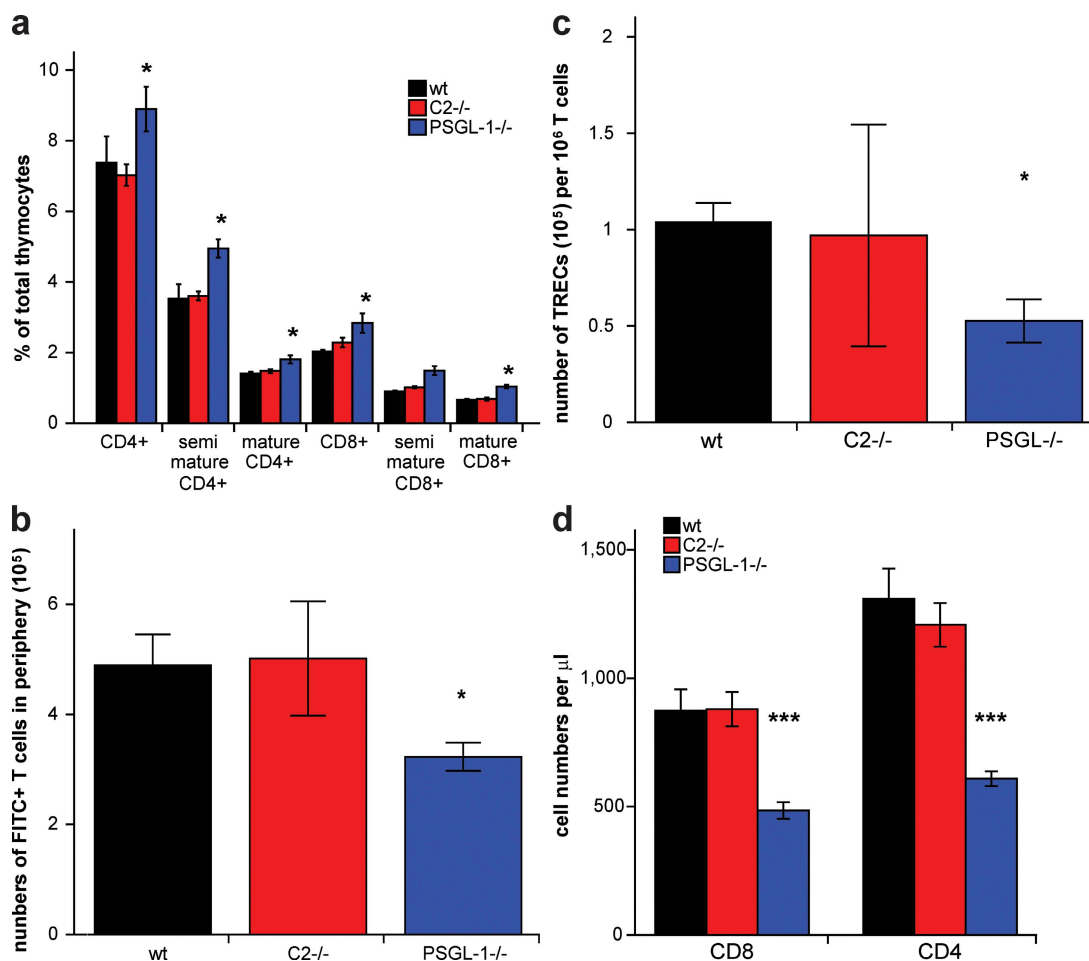 a
% of total thymocytes
10
8
6
4
2
0
*
*
*
*
*
wt
C2-/-
PSGL-1-/-
CD4+
semi
mature
CD4+
mature
CD4+
CD8+
semi
mature
CD8+
mature
CD8+
b
nunbers of FITC+ T cells in periphery (10⁵)
6
4
2
0
*
wt
C2-/-
PSGL-1-/-
c
number of TRECs (10⁵) per 10⁶ T cells
2
1.5
1
0.5
0
*
wt
C2-/-
PSGL-/-
d
wt
C2-/-
PSGL-1-/-
cell numbers per µl
1,500
1,000
500
0
***
***
CD8
CD4